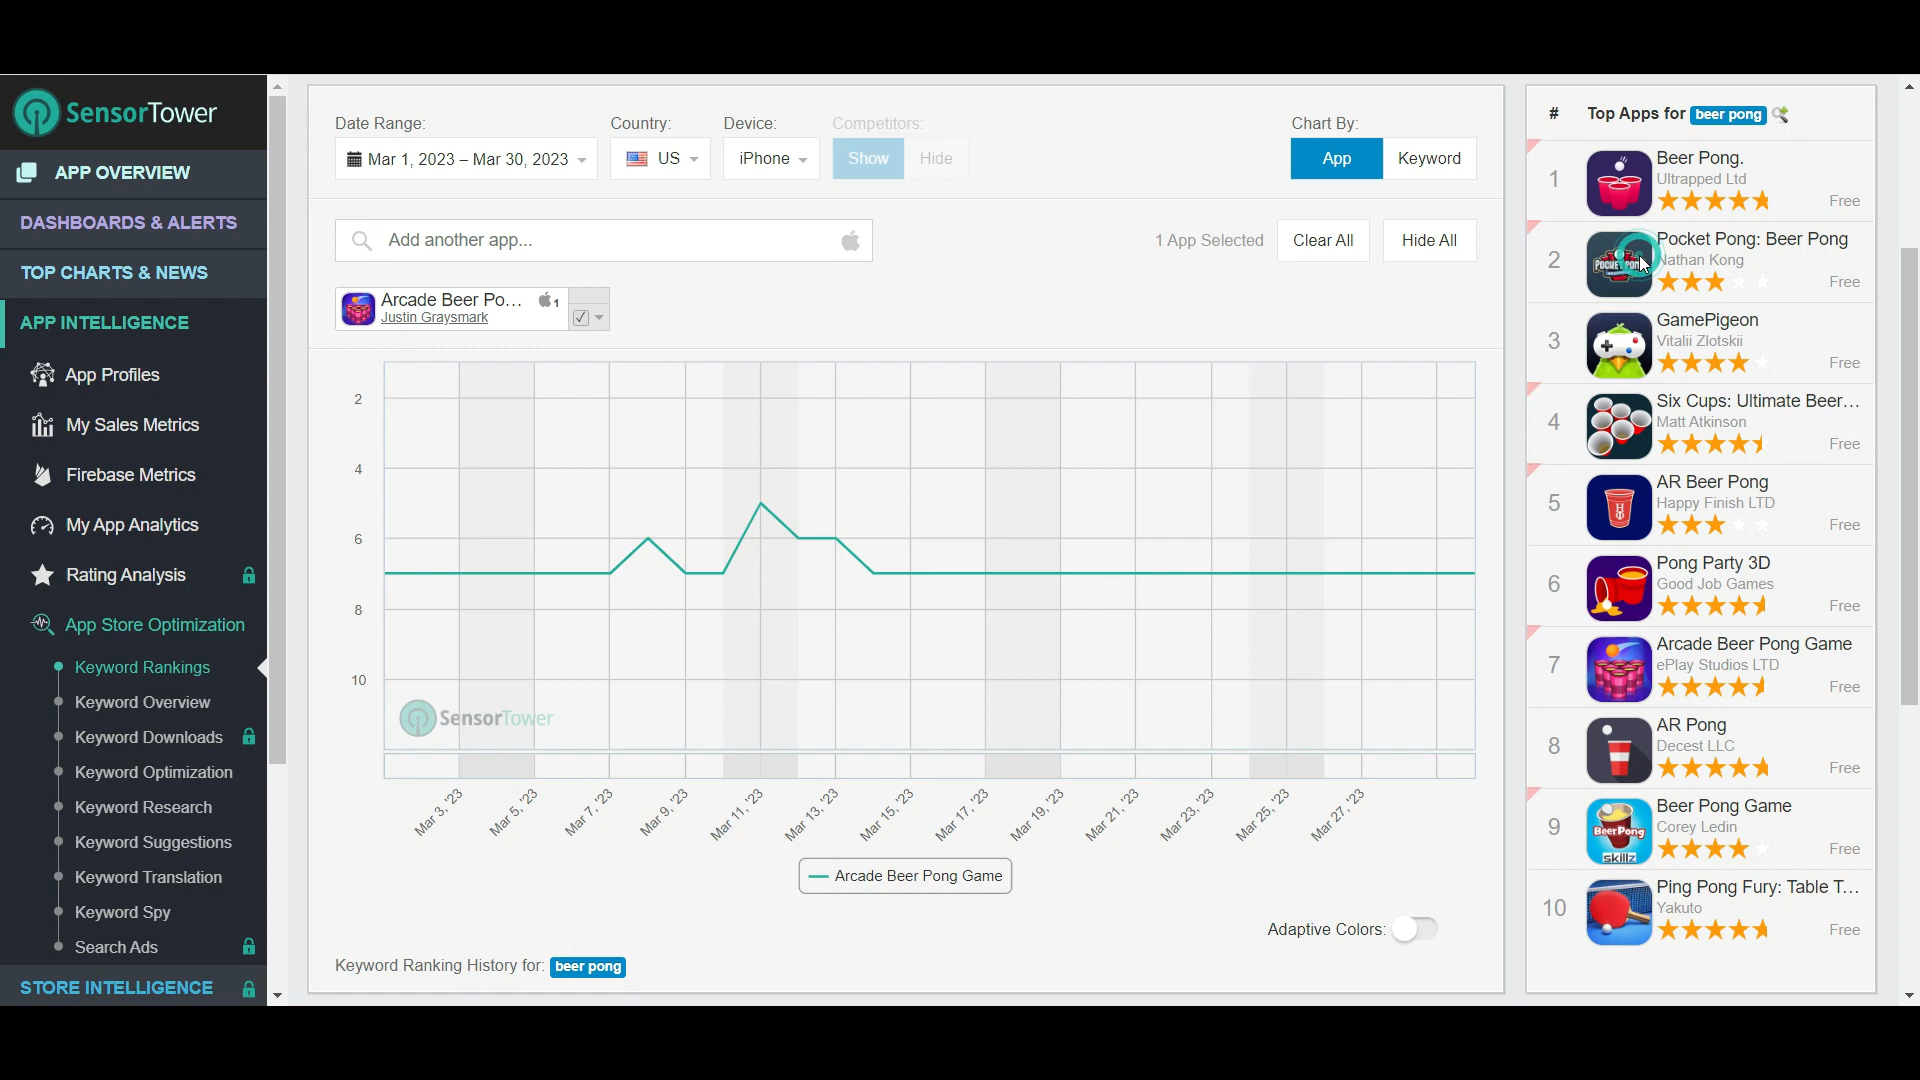 SensorTower
APP OVERVIEW
DASHBOARDS & ALERTS
TOP CHARTS & NEWS
APP INTELLIGENCE
App Profiles
My Sales Metrics
Firebase Metrics
My App Analytics
Rating Analysis
App Store Optimization
Keyword Rankings
Keyword Overview
Keyword Downloads
Keyword Optimization
Keyword Research
Keyword Suggestions
Keyword Translation
Keyword Spy
Search Ads
STORE INTELLIGENCE
Date Range:
Country:
Device:
Competitors:
Chart By:
Mar 1, 2023 – Mar 30, 2023
US
iPhone
Show
Hide
App
Keyword
Add another app...
1 App Selected
Clear All
Hide All
Arcade Beer Po...
1
Justin Graysmark
2
4
6
8
10
SensorTower
Mar 3, '23
Mar 5, '23
Mar 7, '23
Mar 9, '23
Mar 11, '23
Mar 13, '23
Mar 15, '23
Mar 17, '23
Mar 19, '23
Mar 21, '23
Mar 23, '23
Mar 25, '23
Mar 27, '23
Arcade Beer Pong Game
Adaptive Colors:
Keyword Ranking History for: beer pong
# Top Apps for beer pong
1
Beer Pong.
Ultrapped Ltd
Free
2
POCKET PONG
Pocket Pong: Beer Pong
Nathan Kong
Free
3
GamePigeon
Vitalii Zlotskii
Free
4
Six Cups: Ultimate Beer...
Matt Atkinson
Free
5
AR Beer Pong
Happy Finish LTD
Free
6
Pong Party 3D
Good Job Games
Free
7
Arcade Beer Pong Game
ePlay Studios LTD
Free
8
AR Pong
Decest LLC
Free
9
BeerPong
skillz
Beer Pong Game
Corey Ledin
Free
10
Ping Pong Fury: Table T...
Yakuto
Free